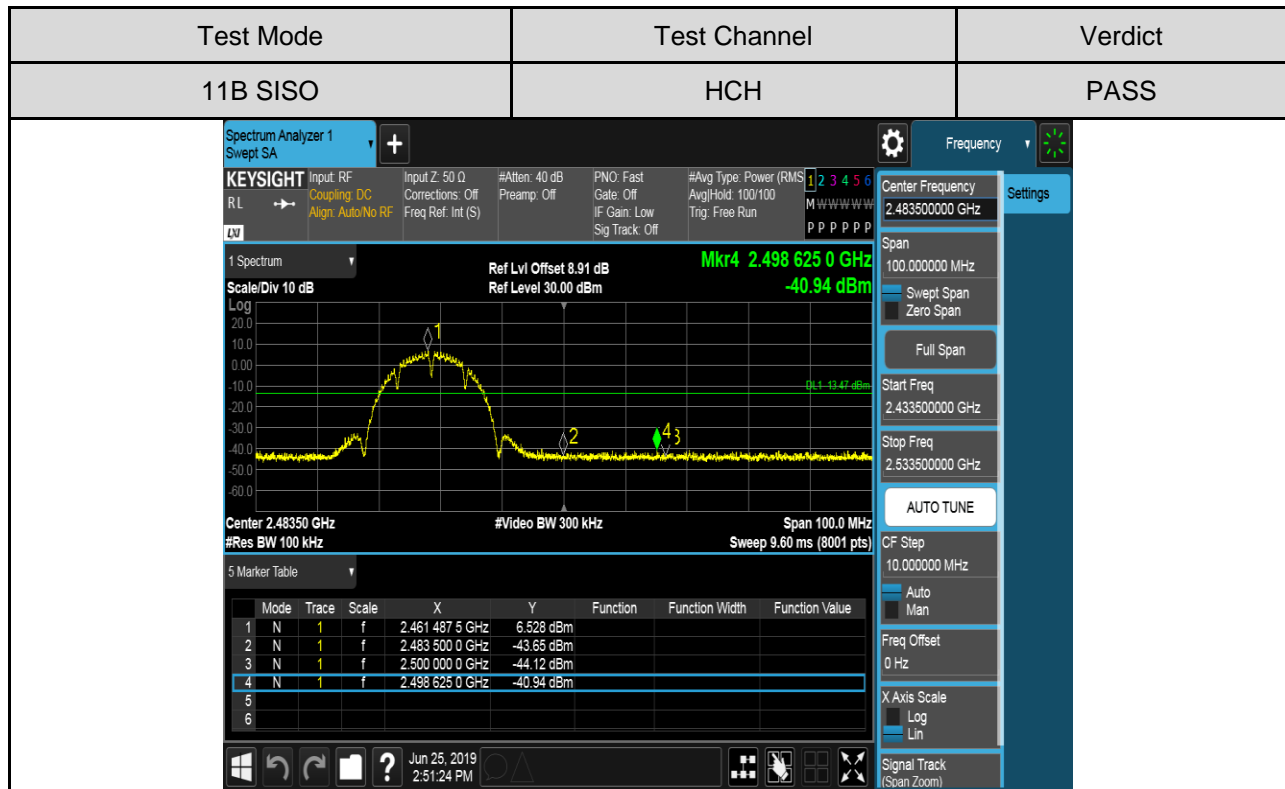 Test Mode Test Channel Verdict
11B SISO HCH PASS
Spectrum Analyzer 1
Swept SA
+
Frequency
KEYSIGHT Input: RF Input Z: 50 Ω #Atten: 40 dB PNO: Fast #Avg Type: Power (RMS 1 2 3 4 5 6
RL Coupling: DC Corrections: Off Preamp: Off Gate: Off Avg|Hold: 100/100 M W W W W W
Align: Auto/No RF Freq Ref: Int (S) IF Gain: Low Trig: Free Run
LXI Sig Track: Off P P P P P P
1 Spectrum
Ref Lvl Offset 8.91 dB
Mkr4 2.498 625 0 GHz
Scale/Div 10 dB Ref Level 30.00 dBm -40.94 dBm
Log
20.0
10.0
0.00
-10.0
-20.0
-30.0
-40.0
-50.0
-60.0
1
DL1 -13.47 dBm
2
4
3
Center 2.48350 GHz #Video BW 300 kHz Span 100.0 MHz
#Res BW 100 kHz Sweep 9.60 ms (8001 pts)
5 Marker Table
Mode Trace Scale X Y Function Function Width Function Value
1 N 1 f 2.461 487 5 GHz 6.528 dBm
2 N 1 f 2.483 500 0 GHz -43.65 dBm
3 N 1 f 2.500 000 0 GHz -44.12 dBm
4 N 1 f 2.498 625 0 GHz -40.94 dBm
5
6
? Jun 25, 2019
2:51:24 PM
Center Frequency
2.483500000 GHz
Settings
Span
100.000000 MHz
Swept Span
Zero Span
Full Span
Start Freq
2.433500000 GHz
Stop Freq
2.533500000 GHz
AUTO TUNE
CF Step
10.000000 MHz
Auto
Man
Freq Offset
0 Hz
X Axis Scale
Log
Lin
Signal Track
(Span Zoom)